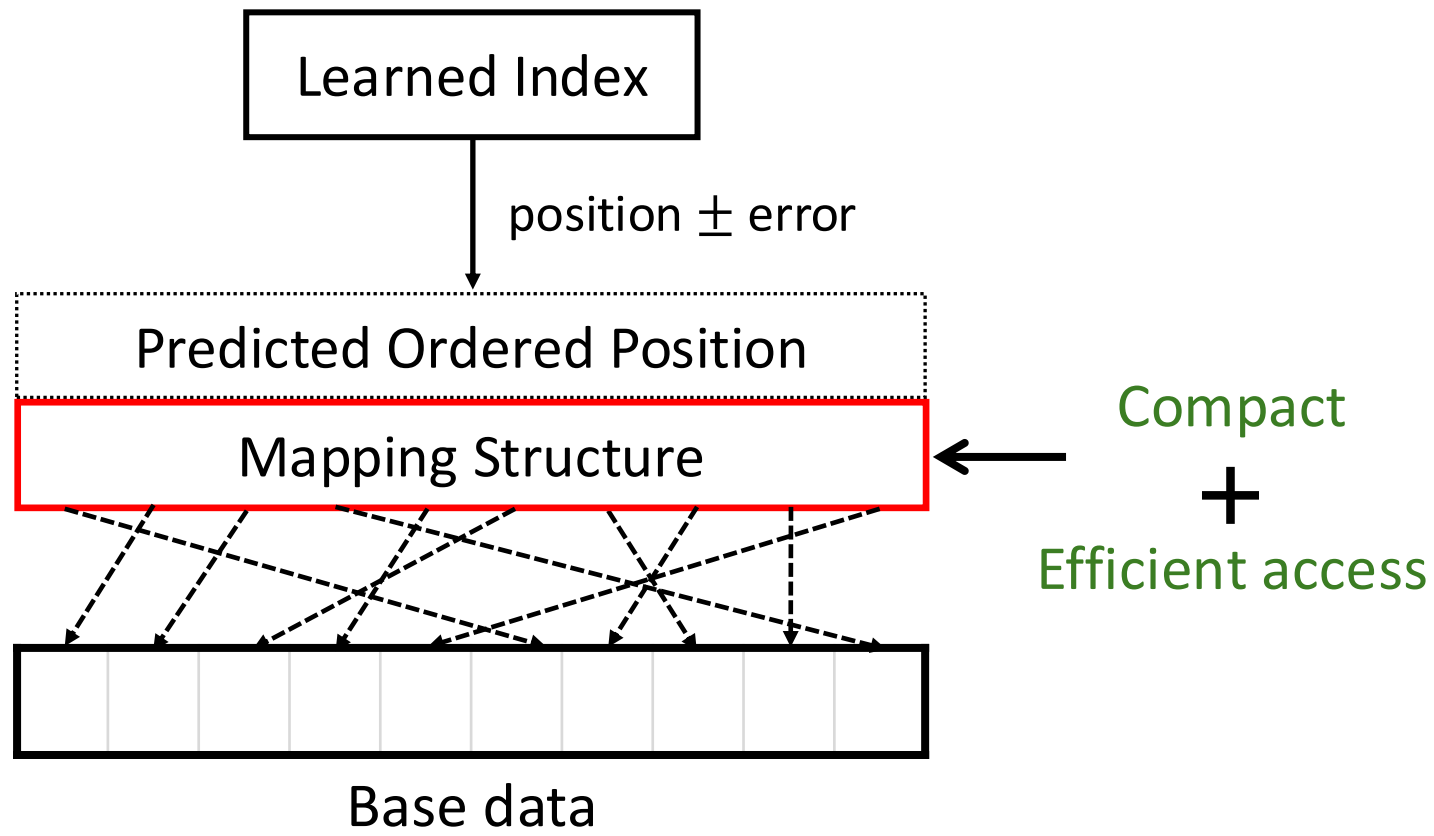 Learned Index
position ± error
Predicted Ordered Position
Mapping Structure
Compact
+
Efficient access
Base data